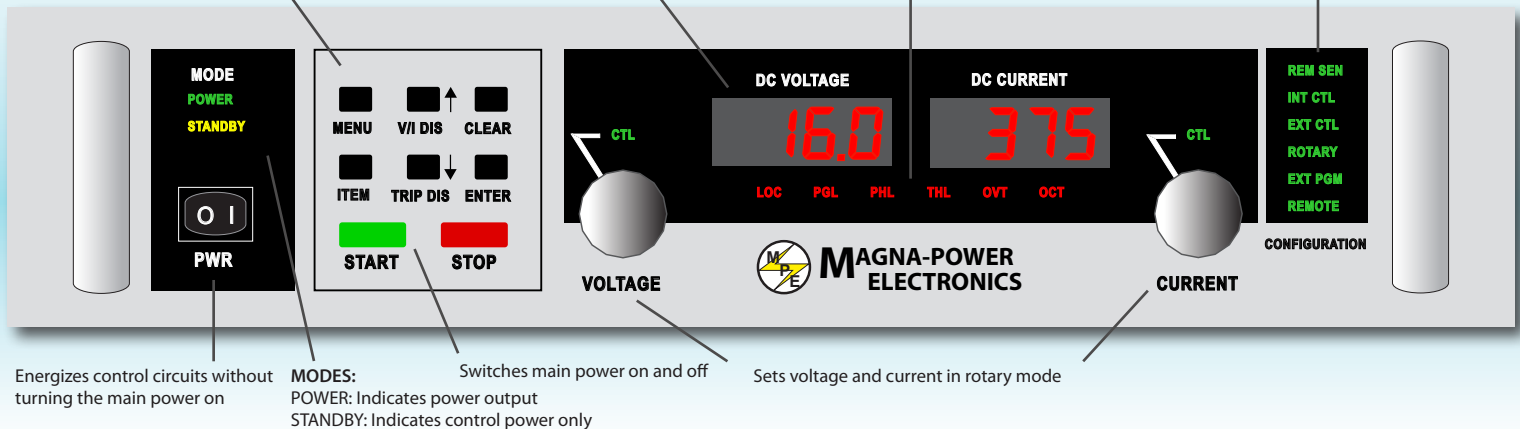 MODE
POWER
STANDBY
O I
PWR
MENU V/I DIS CLEAR
ITEM TRIP DIS ENTER
START STOP
DC VOLTAGE DC CURRENT
CTL 16.0 375 CTL
LOC PGL PHL THL OVT OCT
VOLTAGE
MPE
MAGNA-POWER
ELECTRONICS
CURRENT
REM SEN
INT CTL
EXT CTL
ROTARY
EXT PGM
REMOTE
CONFIGURATION
Energizes control circuits without
turning the main power on
MODES:
POWER: Indicates power output
STANDBY: Indicates control power only
Switches main power on and off
Sets voltage and current in rotary mode